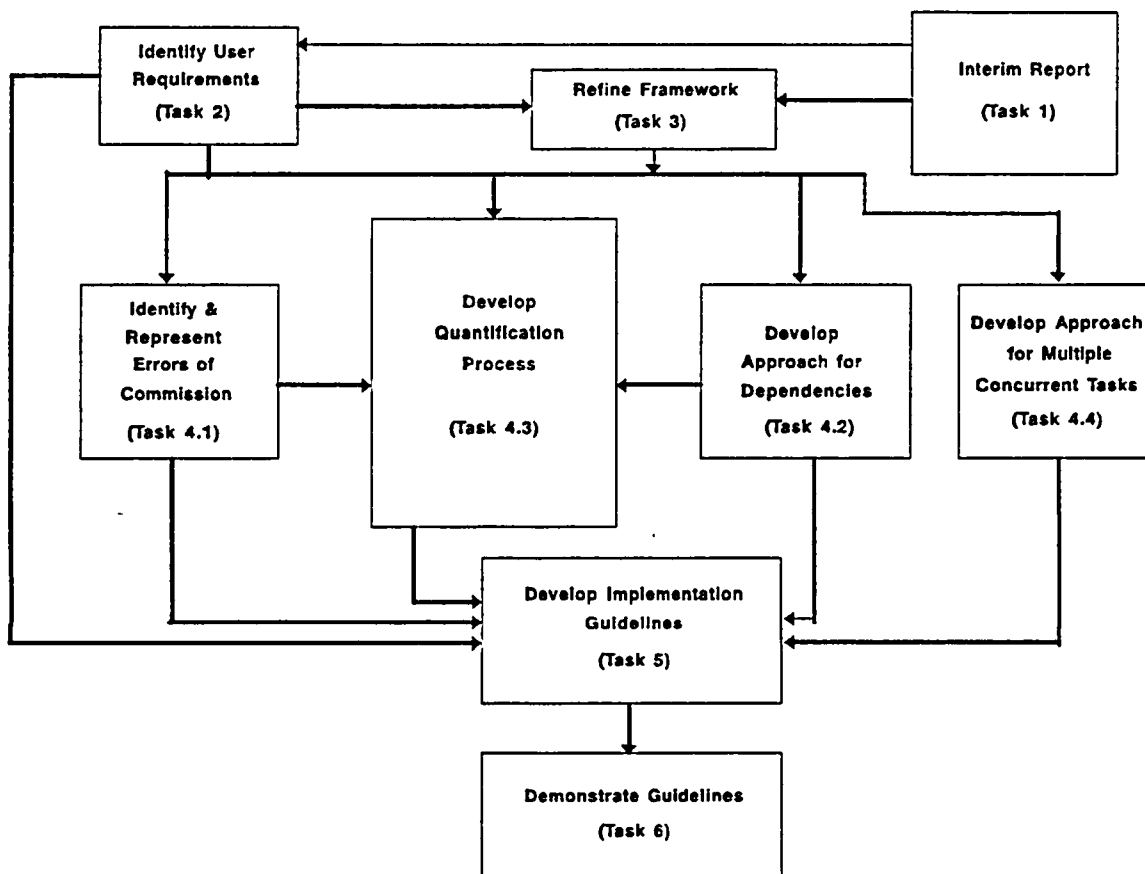 Identify User
Requirements
(Task 2)
Refine Framework
(Task 3)
Interim Report
(Task 1)
Identify &
Represent
Errors of
Commission
(Task 4.1)
Develop
Quantification
Process
(Task 4.3)
Develop
Approach for
Dependencies
(Task 4.2)
Develop Approach
for Multiple
Concurrent Tasks
(Task 4.4)
Develop Implementation
Guidelines
(Task 5)
Demonstrate Guidelines
(Task 6)